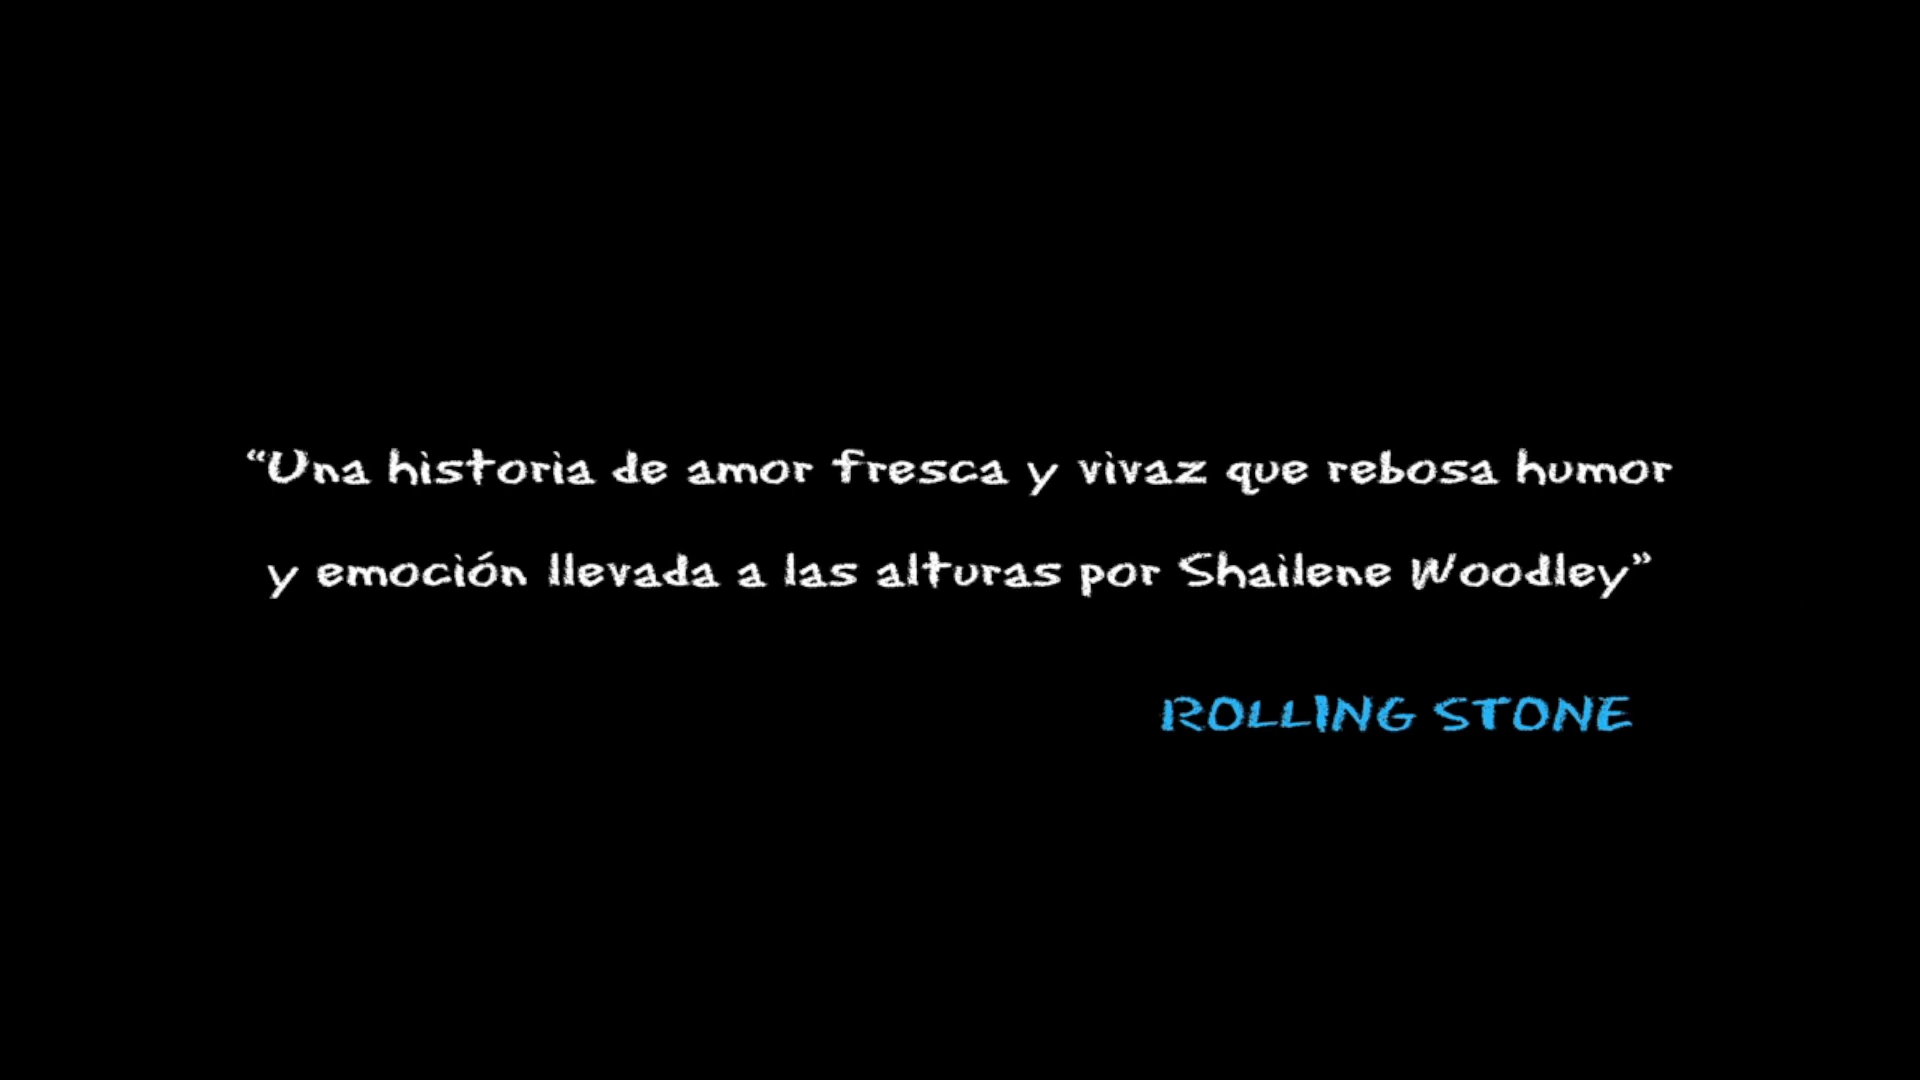 “Una historia de amor fresca y vivaz que rebosa humor
y emoción llevada a las alturas por Shailene Woodley”
ROLLING STONE